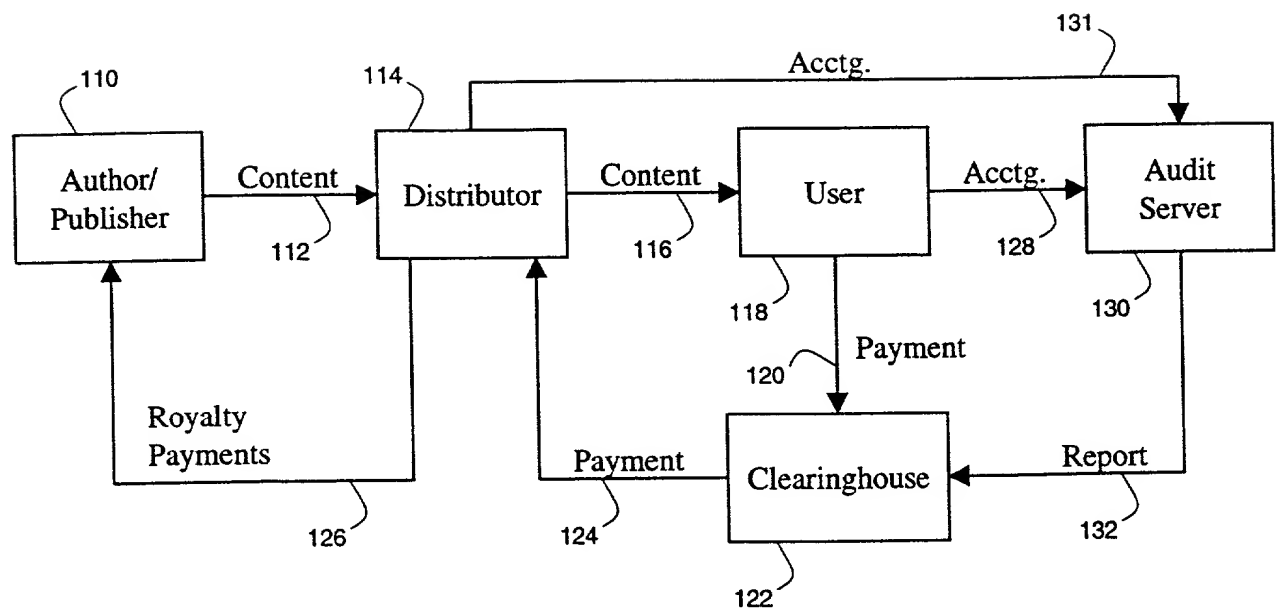 131
Acctg.
110
114
Author/
Publisher
Content
112
Distributor
Content
116
User
118
Acctg.
128
Audit
Server
130
120
Payment
Royalty
Payments
126
Payment
124
Clearinghouse
122
Report
132